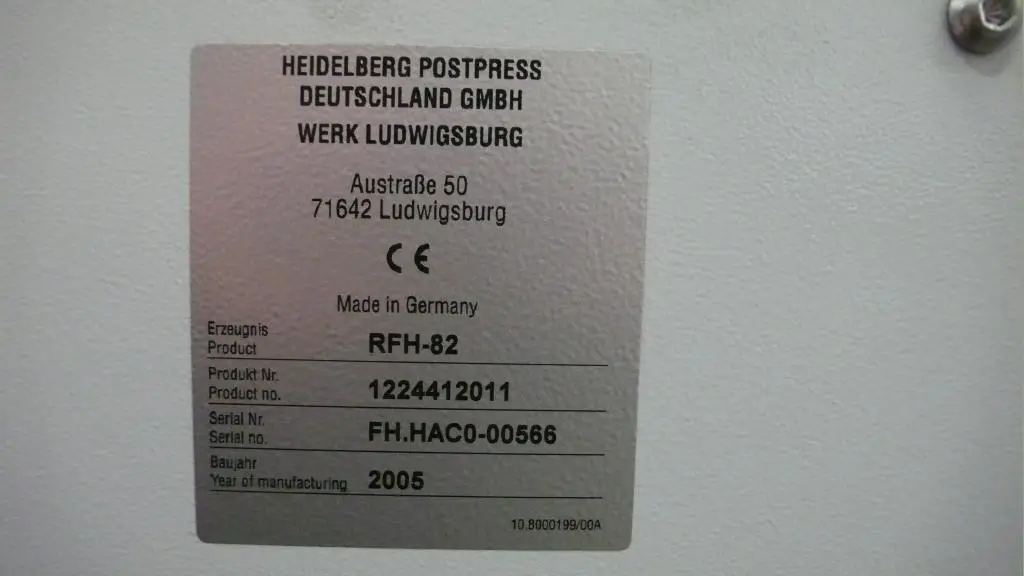 HEIDELBERG POSTPRESS
DEUTSCHLAND GMBH
WERK LUDWIGSBURG
Austraße 50
71642 Ludwigsburg
CE
Made in Germany
Erzeugnis
Product RFH-82
Produkt Nr.
Product no. 1224412011
Serial Nr.
Serial no. FH.HAC0-00566
Baujahr
Year of manufacturing 2005
10.8000199/00A